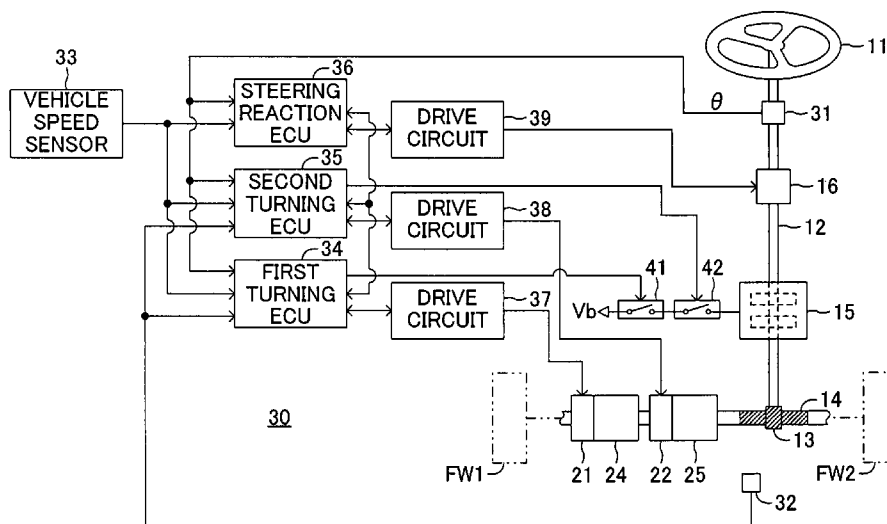 33
VEHICLE
SPEED
SENSOR
36
STEERING
REACTION
ECU
35
SECOND
TURNING
ECU
34
FIRST
TURNING
ECU
DRIVE
CIRCUIT
39
DRIVE
CIRCUIT
38
DRIVE
CIRCUIT
37
11
θ
31
16
12
41
42
Vb
15
14
13
30
FW1
21
24
22
25
FW2
32